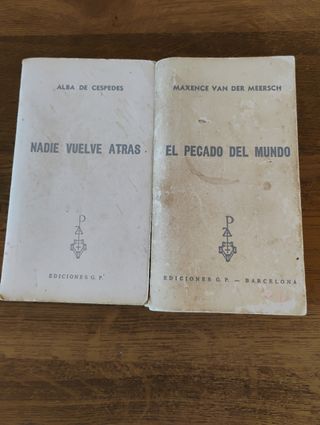 ALBA DE CESPEDES
NADIE VUELVE ATRAS
EDICIONES G. P.
MAXENCE VAN DER MEERSCH
EL PECADO DEL MUNDO
EDICIONES G. P. — BARCELONA